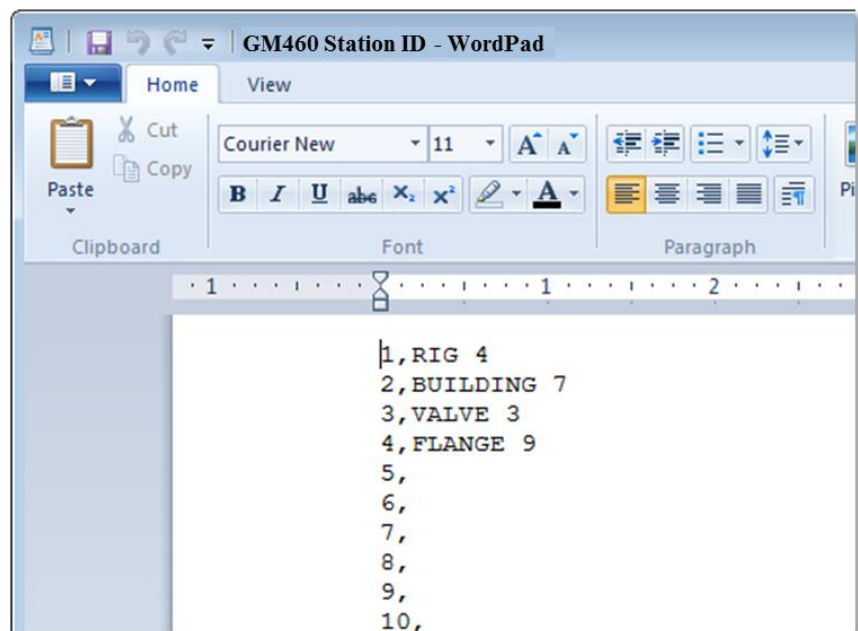 GM460 Station ID - WordPad
Home View
Cut
Copy
Paste
Courier New 11 A A
B I U abc X₂ X² A
Clipboard Font Paragraph
1 1 2
1,RIG 4
2,BUILDING 7
3,VALVE 3
4,FLANGE 9
5,
6,
7,
8,
9,
10,